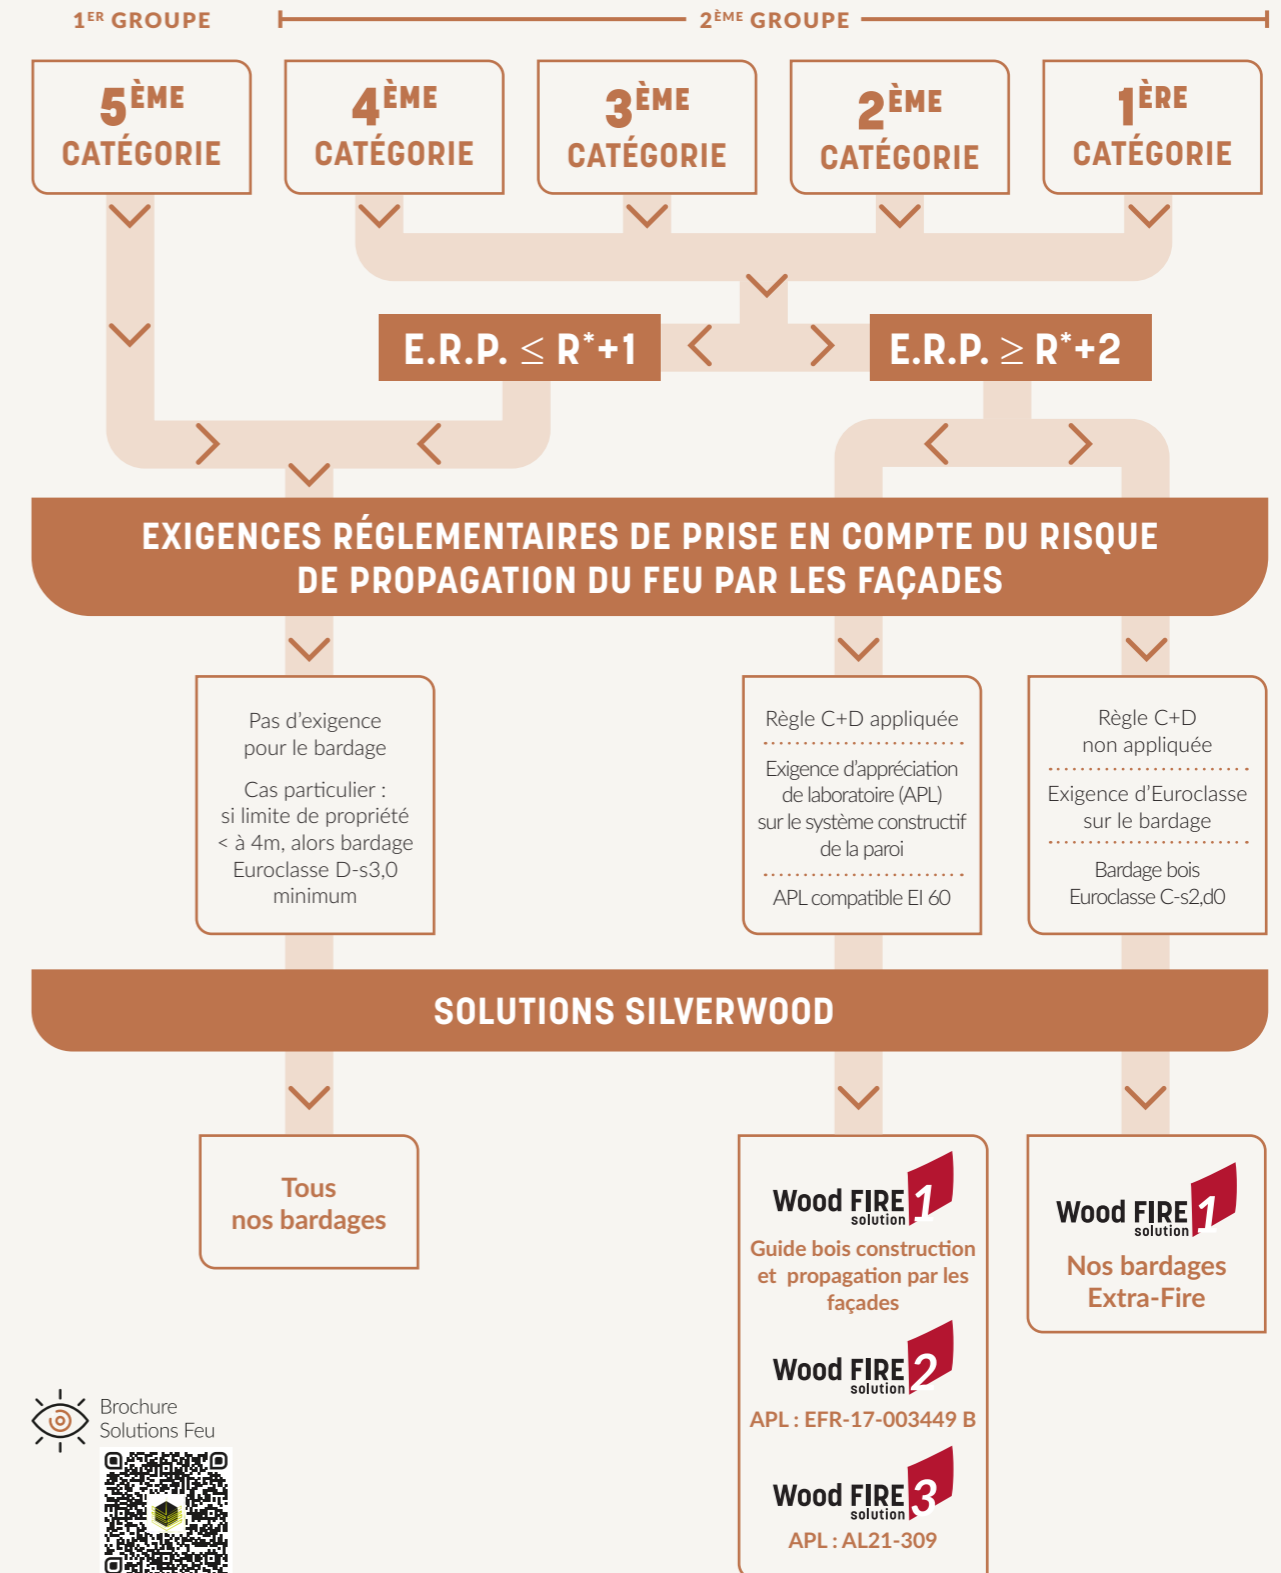 1ER GROUPE
2ÈME GROUPE
5ÈME
CATÉGORIE
4ÈME
CATÉGORIE
3ÈME
CATÉGORIE
2ÈME
CATÉGORIE
1ÈRE
CATÉGORIE
E.R.P. ≤ R*+1
E.R.P. ≥ R*+2
EXIGENCES RÉGLEMENTAIRES DE PRISE EN COMPTE DU RISQUE
DE PROPAGATION DU FEU PAR LES FAÇADES
Pas d'exigence
pour le bardage
Cas particulier :
si limite de propriété
< à 4m, alors bardage
Euroclasse D-s3,0
minimum
Règle C+D appliquée
Exigence d'appréciation
de laboratoire (APL)
sur le système constructif
de la paroi
APL compatible EI 60
Règle C+D
non appliquée
Exigence d'Euroclasse
sur le bardage
Bardage bois
Euroclasse C-s2,d0
SOLUTIONS SILVERWOOD
Tous
nos bardages
Wood FIRE 1
solution
Guide bois construction
et propagation par les
façades
Wood FIRE 2
solution
APL : EFR-17-003449 B
Wood FIRE 3
solution
APL : AL21-309
Wood FIRE 1
solution
Nos bardages
Extra-Fire
Brochure
Solutions Feu